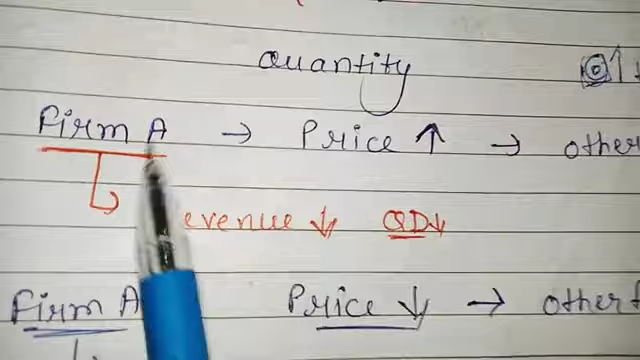 Quantity
Firm A → Price ↑ → other
evenue ↓ QD↓
Firm A Price ↓ → other